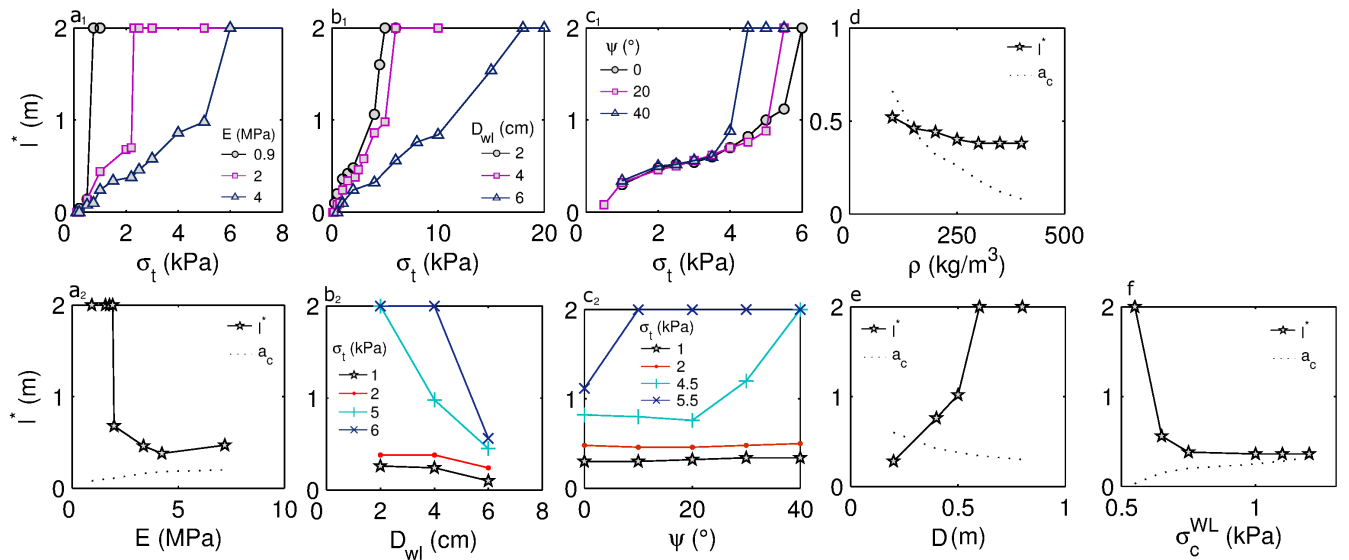 a₁
2
1
0
l* (m)
0 2 4 6 8
σt (kPa)
E (MPa)
0.9
2
4
b₁
2
1
0
0 10 20
σt (kPa)
Dwl (cm)
2
4
6
c₁
2
1
0
0 2 4 6
σt (kPa)
ψ (°)
0
20
40
d
1
0.5
0
0 250 500
ρ (kg/m³)
l*
ac
a₂
2
1
0
l* (m)
0 5 10
E (MPa)
l*
ac
b₂
2
1
0
0 2 4 6 8
Dwl (cm)
σt (kPa)
1
2
5
6
c₂
2
1
0
0 20 40
ψ (°)
σt (kPa)
1
2
4.5
5.5
e
2
1
0
0 0.5 1
D(m)
l*
ac
f
2
1
0
0.5 1
σcWL (kPa)
l*
ac